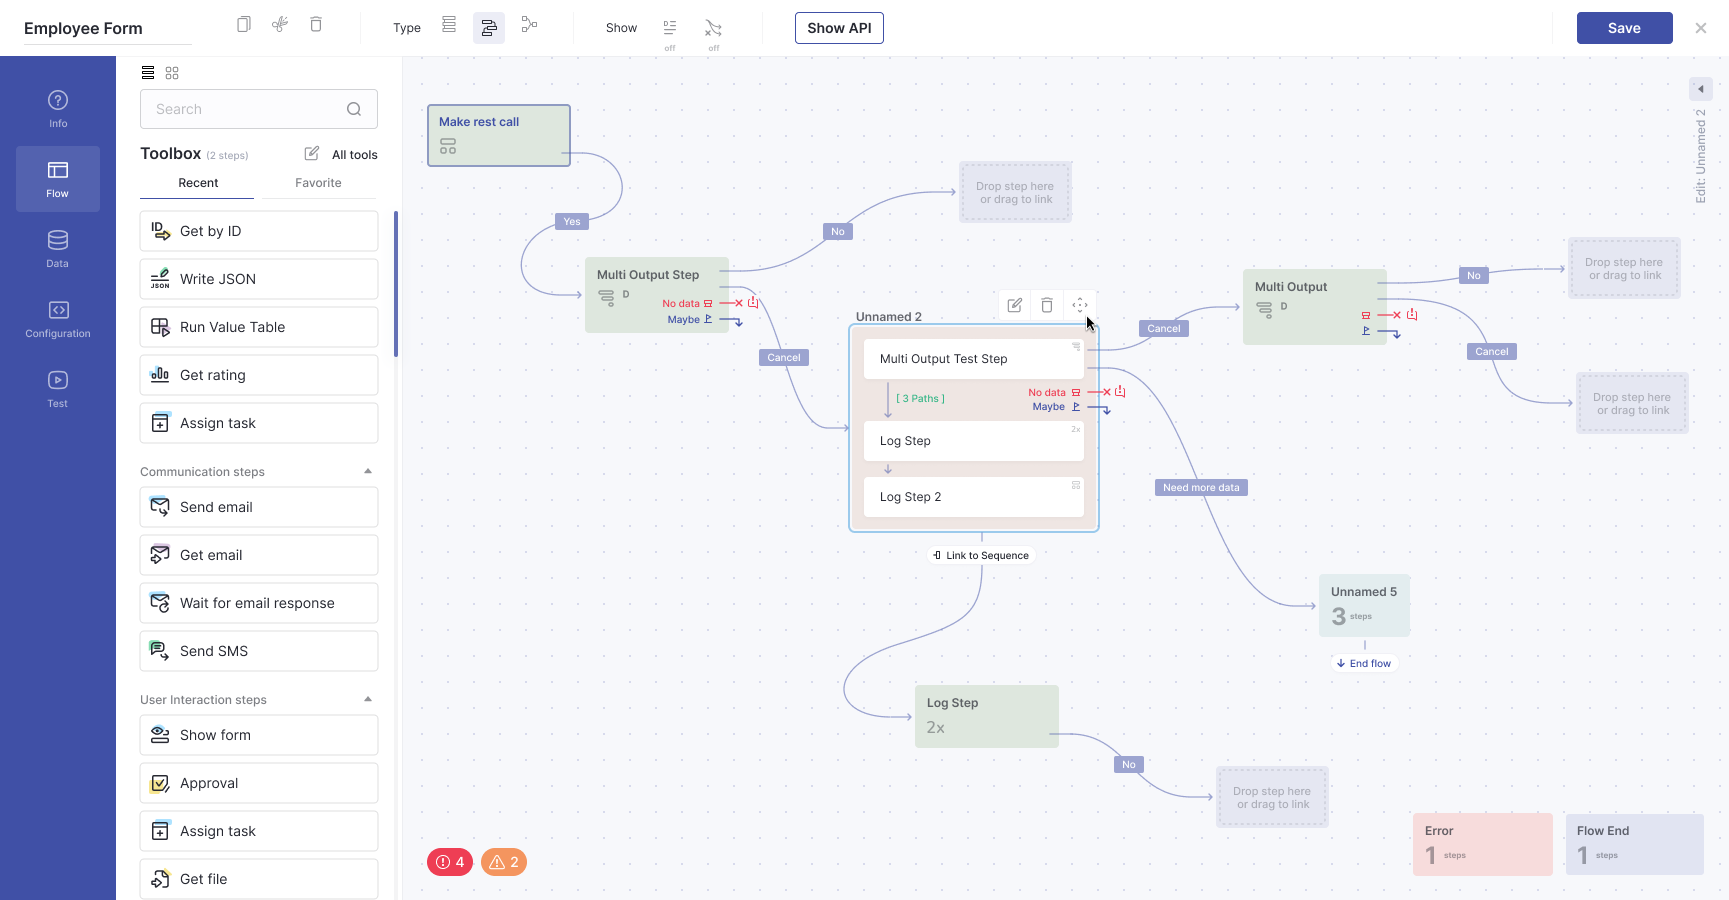 Employee Form
Type
Show
off
off
Show API
Save
Info
Flow
Data
Configuration
Test
Search
Toolbox (2 steps)
All tools
Recent
Favorite
ID
Get by ID
JSON
Write JSON
Run Value Table
Get rating
Assign task
Communication steps
Send email
Get email
Wait for email response
Send SMS
User Interaction steps
Show form
Approval
Assign task
Get file
Make rest call
Yes
Multi Output Step
D
No data
Maybe
No
Drop step here
or drag to link
Cancel
Unnamed 2
Multi Output Test Step
[ 3 Paths ]
No data
Maybe
Log Step
2x
Log Step 2
Link to Sequence
Cancel
Multi Output
D
No
Drop step here
or drag to link
Cancel
Drop step here
or drag to link
Need more data
Unnamed 5
3 steps
End flow
Log Step
2x
No
Drop step here
or drag to link
Error
1 steps
Flow End
1 steps
4
2
Edit: Unnamed 2